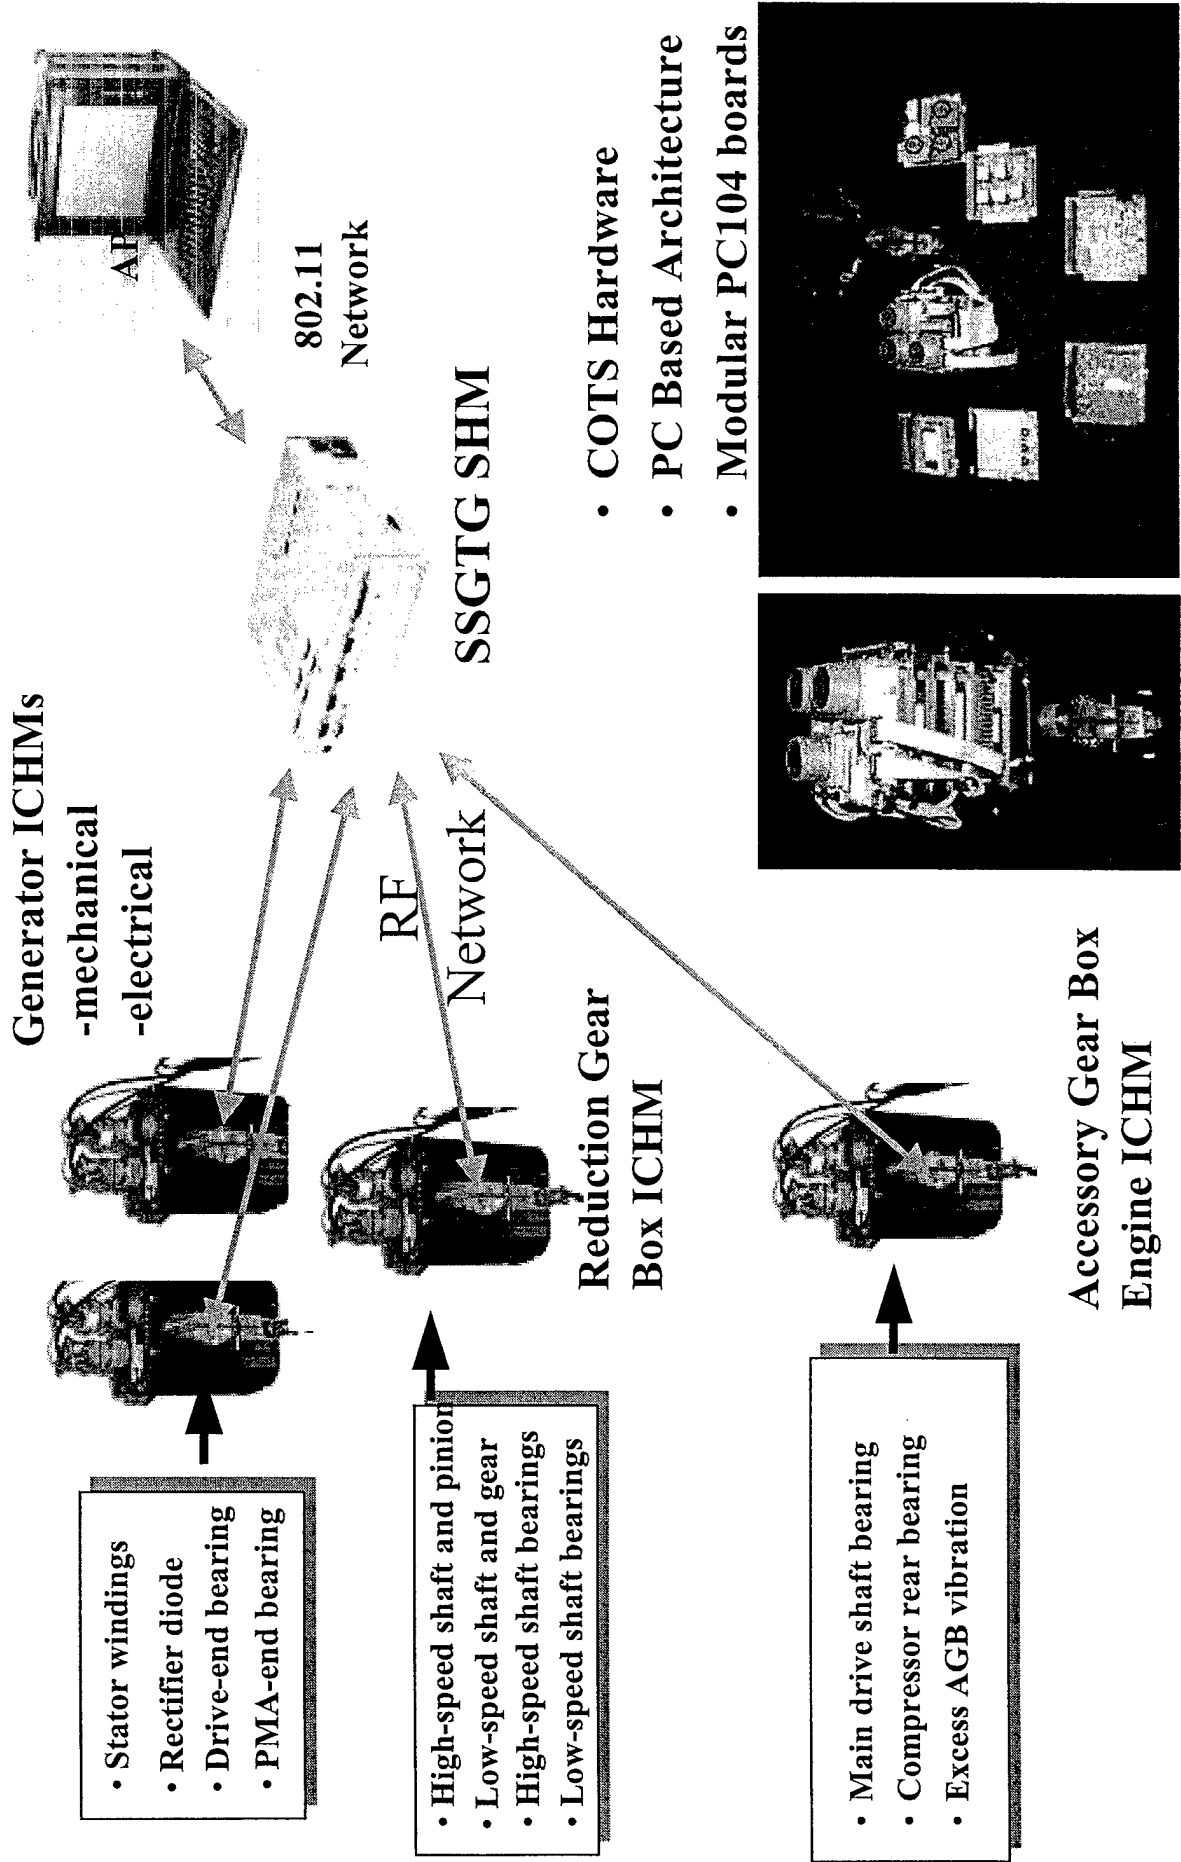 Generator ICHMs
-mechanical
-electrical
• Stator windings
• Rectifier diode
• Drive-end bearing
• PMA-end bearing
• High-speed shaft and pinion
• Low-speed shaft and gear
• High-speed shaft bearings
• Low-speed shaft bearings
Reduction Gear
Box ICHM
• Main drive shaft bearing
• Compressor rear bearing
• Excess AGB vibration
Accessory Gear Box
Engine ICHM
RF
Network
SSGTG SHM
802.11
Network
• COTS Hardware
• PC Based Architecture
• Modular PC104 boards